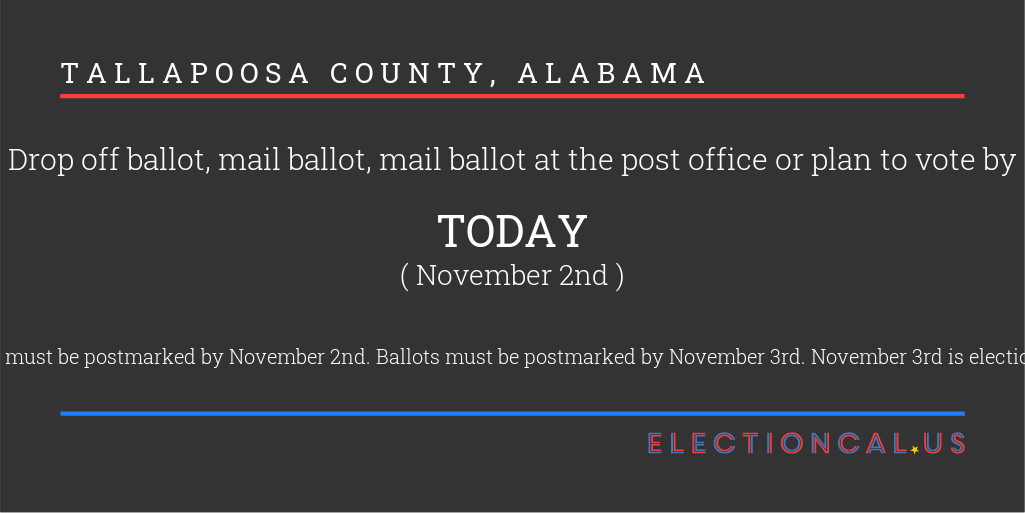 TALLAPOOSA COUNTY, ALABAMA
Drop off ballot, mail ballot, mail ballot at the post office or plan to vote by
TODAY
( November 2nd )
must be postmarked by November 2nd. Ballots must be postmarked by November 3rd. November 3rd is electio
ELECTIONCAL.US